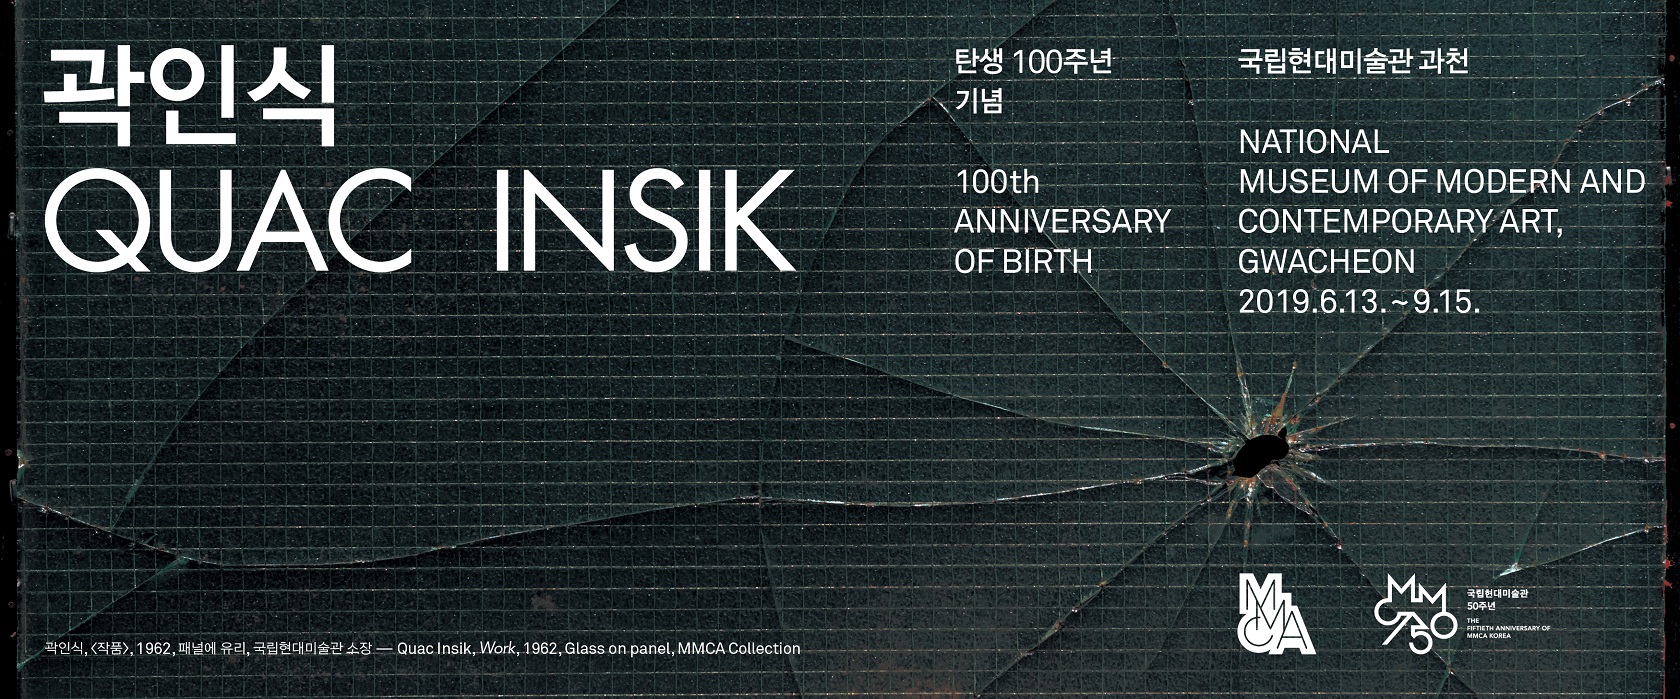 곽인식
QUAC INSIK
탄생 100주년
기념
100th
ANNIVERSARY
OF BIRTH
국립현대미술관 과천
NATIONAL
MUSEUM OF MODERN AND
CONTEMPORARY ART,
GWACHEON
2019.6.13.~9.15.
곽인식, 〈작품〉, 1962, 패널에 유리, 국립현대미술관 소장 — Quac Insik, Work, 1962, Glass on panel, MMCA Collection
MMCA
MMCA50
국립현대미술관
50주년
THE
FIFTIETH ANNIVERSARY OF
MMCA KOREA